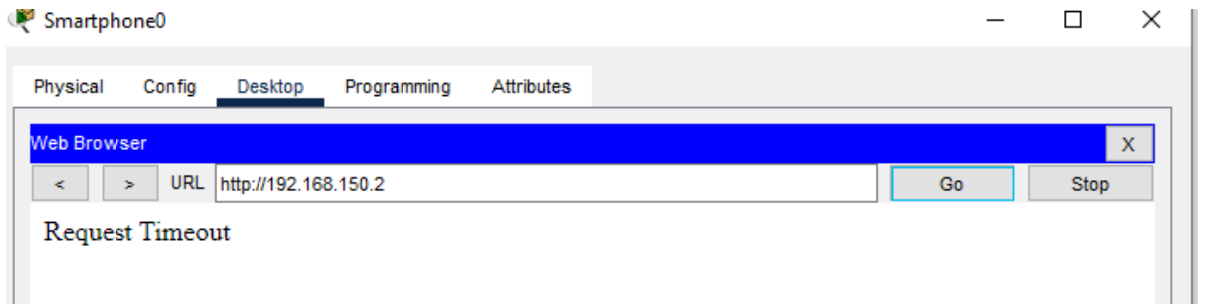 Smartphone0
Physical Config Desktop Programming Attributes
Web Browser
X
< > URL http://192.168.150.2 Go Stop
Request Timeout